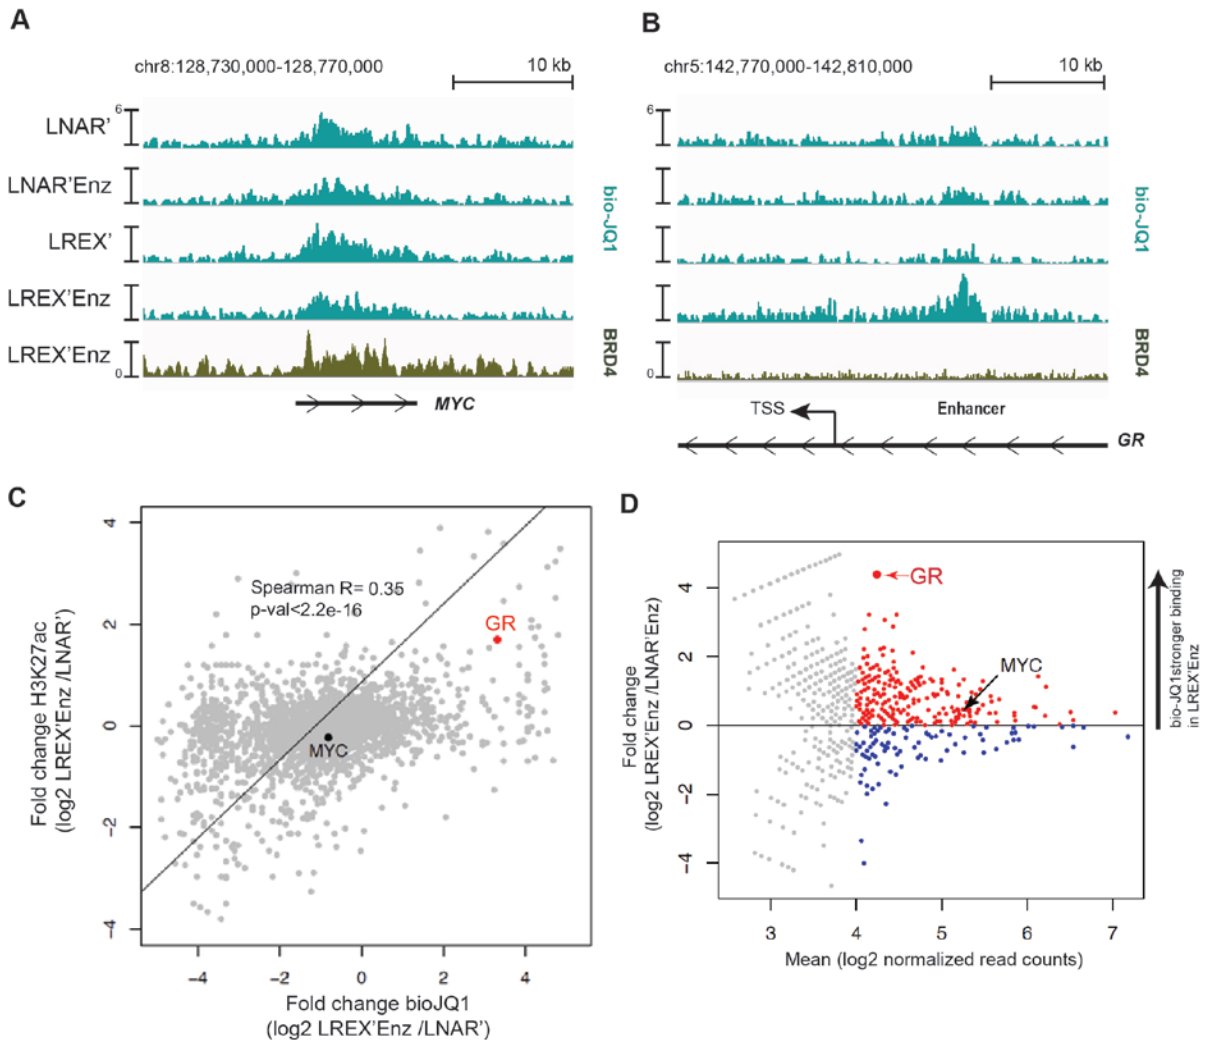 A
chr8:128,730,000-128,770,000
10 kb
6
LNAR’
LNAR’Enz
LREX’
LREX’Enz
LREX’Enz
0
bio-JQ1
BRD4
MYC
B
chr5:142,770,000-142,810,000
10 kb
6
0
bio-JQ1
BRD4
TSS
Enhancer
GR
C
Fold change H3K27ac
(log2 LREX’Enz /LNAR’)
4
2
0
−2
−4
Spearman R= 0.35
p-val<2.2e-16
GR
MYC
−4
−2
0
2
4
Fold change bioJQ1
(log2 LREX’Enz /LNAR’)
D
Fold change
(log2 LREX’Enz /LNAR’Enz)
4
2
0
−2
−4
GR
MYC
bio-JQ1stronger binding
in LREX’Enz
3
4
5
6
7
Mean (log2 normalized read counts)